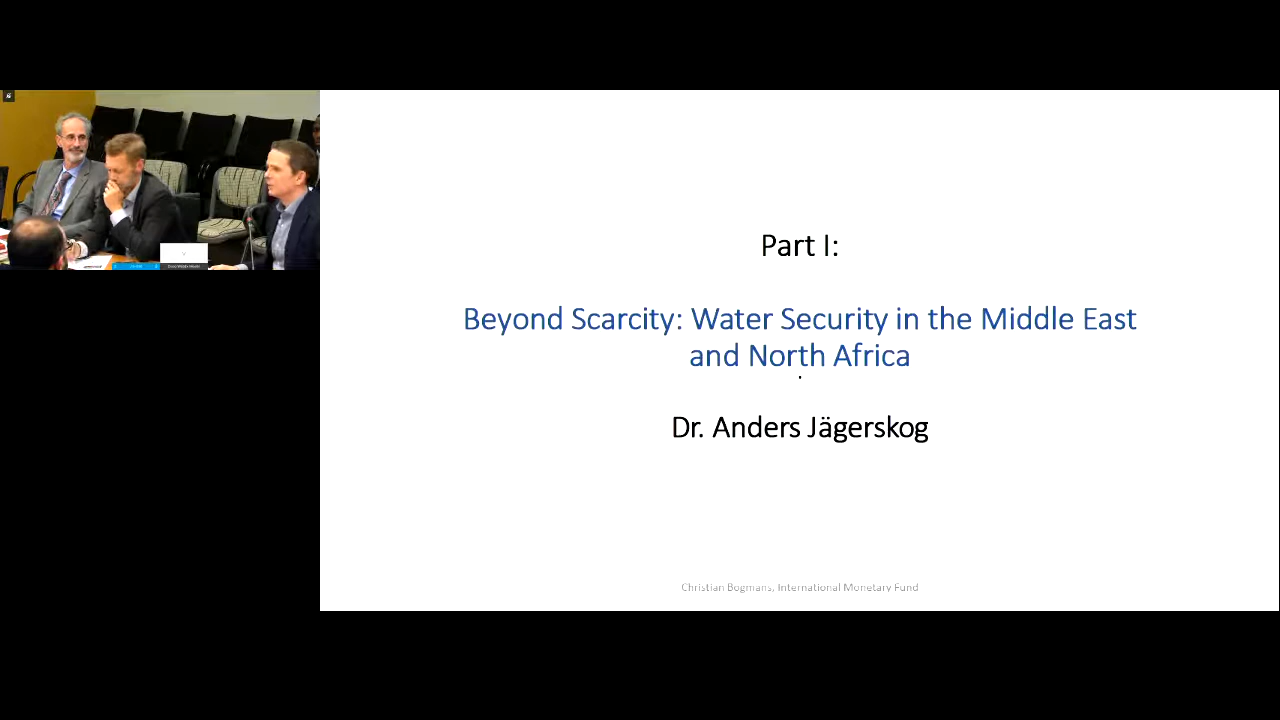 Part I:
Beyond Scarcity: Water Security in the Middle East
and North Africa
.
Dr. Anders Jägerskog
Christian Bogmans, International Monetary Fund